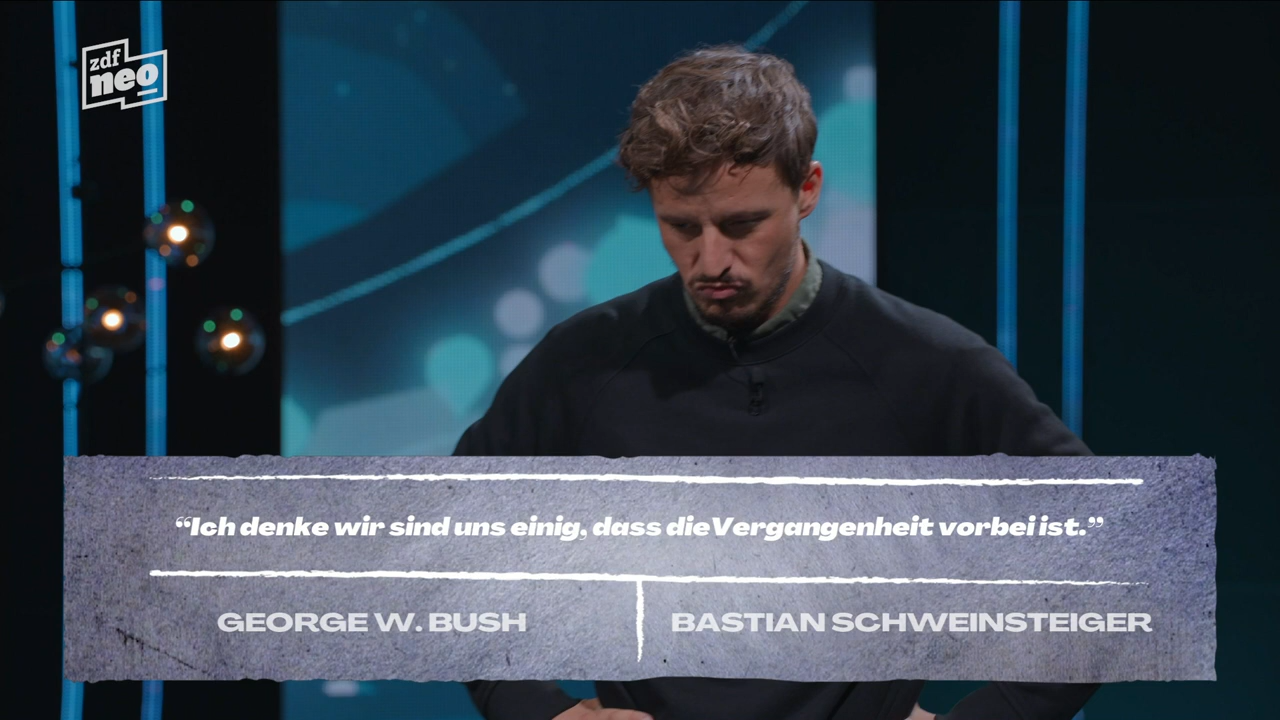 zdf
neo
“Ich denke wir sind uns einig, dass dieVergangenheit vorbei ist.”
GEORGE W. BUSH
BASTIAN SCHWEINSTEIGER